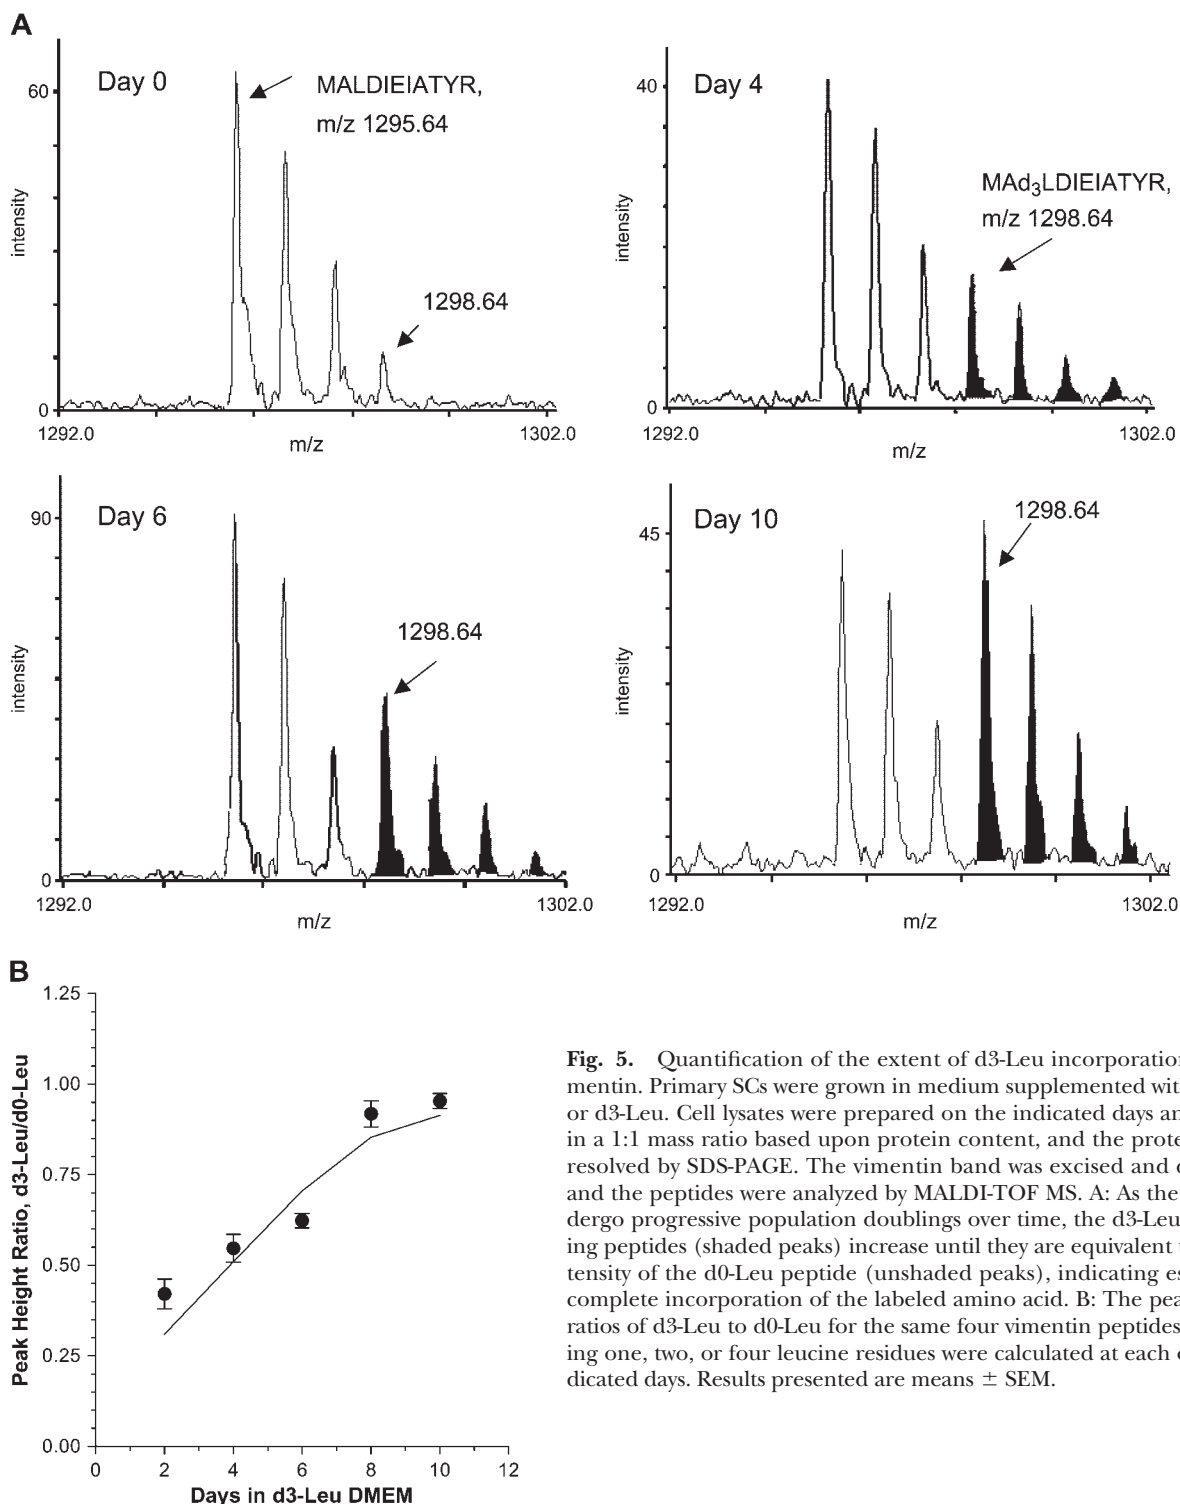 A
Day 0
MALDIEIATYR,
m/z 1295.64
1298.64
60
0
intensity
1292.0
m/z
1302.0
Day 4
MAd3LDIEIATYR,
m/z 1298.64
40
0
intensity
1292.0
m/z
1302.0
Day 6
1298.64
90
0
intensity
1292.0
m/z
1302.0
Day 10
1298.64
45
0
intensity
1292.0
m/z
1302.0
B
Peak Height Ratio, d3-Leu/d0-Leu
1.25
1.00
0.75
0.50
0.25
0.00
0 2 4 6 8 10 12
Days in d3-Leu DMEM
Fig. 5. Quantification of the extent of d3-Leu incorporation
mentin. Primary SCs were grown in medium supplemented wit
or d3-Leu. Cell lysates were prepared on the indicated days an
in a 1:1 mass ratio based upon protein content, and the prote
resolved by SDS-PAGE. The vimentin band was excised and
and the peptides were analyzed by MALDI-TOF MS. A: As the
dergo progressive population doublings over time, the d3-Leu
ing peptides (shaded peaks) increase until they are equivalent
tensity of the d0-Leu peptide (unshaded peaks), indicating es
complete incorporation of the labeled amino acid. B: The pea
ratios of d3-Leu to d0-Leu for the same four vimentin peptides
ing one, two, or four leucine residues were calculated at each
dicated days. Results presented are means ± SEM.